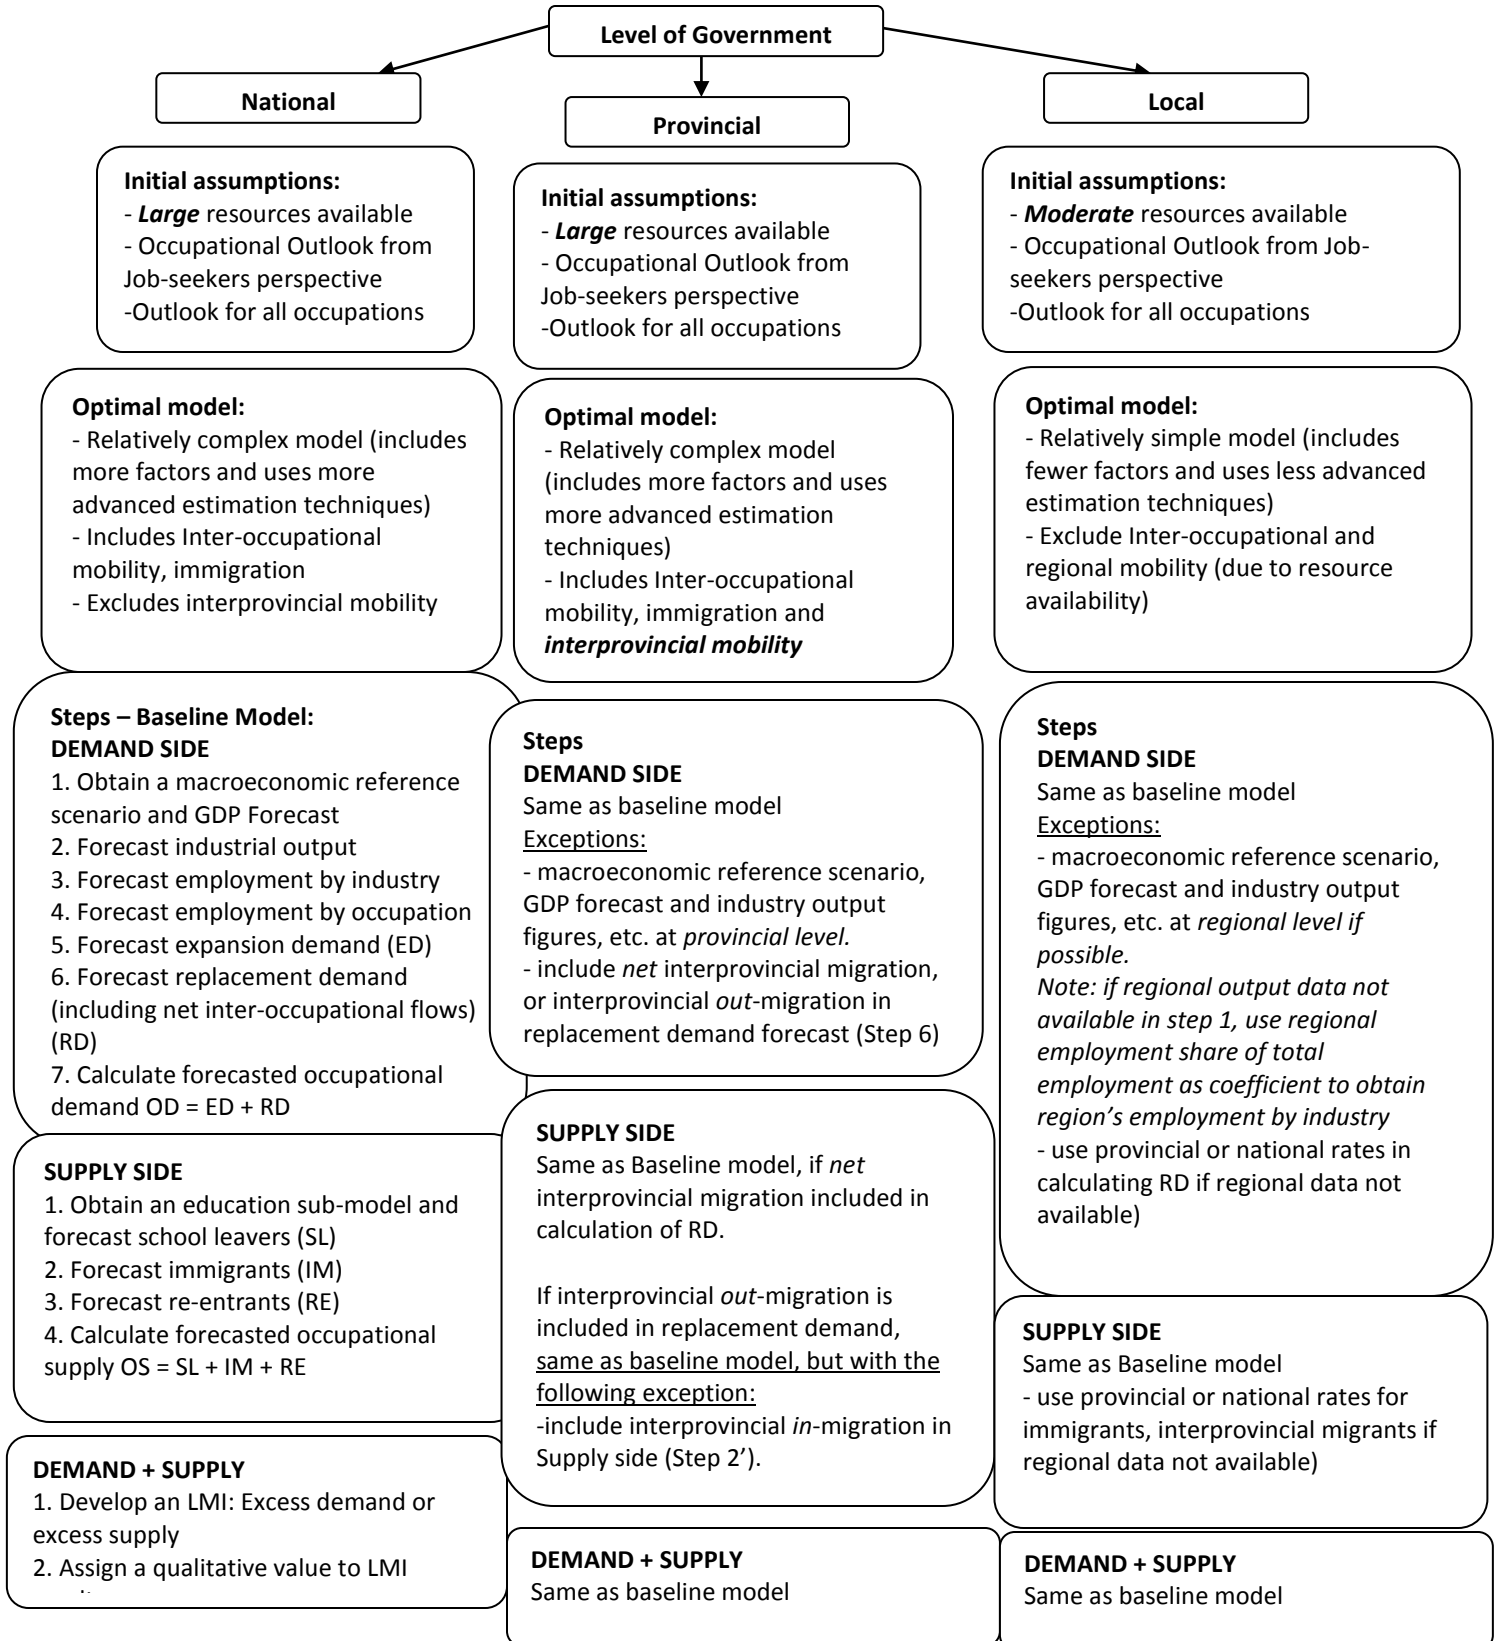 Level of Government
National
Provincial
Local
Initial assumptions:
- Large resources available
- Occupational Outlook from
Job-seekers perspective
-Outlook for all occupations
Initial assumptions:
- Large resources available
- Occupational Outlook from
Job-seekers perspective
-Outlook for all occupations
Initial assumptions:
- Moderate resources available
- Occupational Outlook from Job-
seekers perspective
-Outlook for all occupations
Optimal model:
- Relatively complex model (includes
more factors and uses more
advanced estimation techniques)
- Includes Inter-occupational
mobility, immigration
- Excludes interprovincial mobility
Optimal model:
- Relatively complex model
(includes more factors and uses
more advanced estimation
techniques)
- Includes Inter-occupational
mobility, immigration and
interprovincial mobility
Optimal model:
- Relatively simple model (includes
fewer factors and uses less advanced
estimation techniques)
- Exclude Inter-occupational and
regional mobility (due to resource
availability)
Steps – Baseline Model:
DEMAND SIDE
1. Obtain a macroeconomic reference
scenario and GDP Forecast
2. Forecast industrial output
3. Forecast employment by industry
4. Forecast employment by occupation
5. Forecast expansion demand (ED)
6. Forecast replacement demand
(including net inter-occupational flows)
(RD)
7. Calculate forecasted occupational
demand OD = ED + RD
Steps
DEMAND SIDE
Same as baseline model
Exceptions:
- macroeconomic reference scenario,
GDP forecast and industry output
figures, etc. at provincial level.
- include net interprovincial migration,
or interprovincial out-migration in
replacement demand forecast (Step 6)
Steps
DEMAND SIDE
Same as baseline model
Exceptions:
- macroeconomic reference scenario,
GDP forecast and industry output
figures, etc. at regional level if
possible.
Note: if regional output data not
available in step 1, use regional
employment share of total
employment as coefficient to obtain
region’s employment by industry
- use provincial or national rates in
calculating RD if regional data not
available)
SUPPLY SIDE
1. Obtain an education sub-model and
forecast school leavers (SL)
2. Forecast immigrants (IM)
3. Forecast re-entrants (RE)
4. Calculate forecasted occupational
supply OS = SL + IM + RE
SUPPLY SIDE
Same as Baseline model, if net
interprovincial migration included in
calculation of RD.
If interprovincial out-migration is
included in replacement demand,
same as baseline model, but with the
following exception:
-include interprovincial in-migration in
Supply side (Step 2’).
SUPPLY SIDE
Same as Baseline model
- use provincial or national rates for
immigrants, interprovincial migrants if
regional data not available)
DEMAND + SUPPLY
1. Develop an LMI: Excess demand or
excess supply
2. Assign a qualitative value to LMI
DEMAND + SUPPLY
Same as baseline model
DEMAND + SUPPLY
Same as baseline model